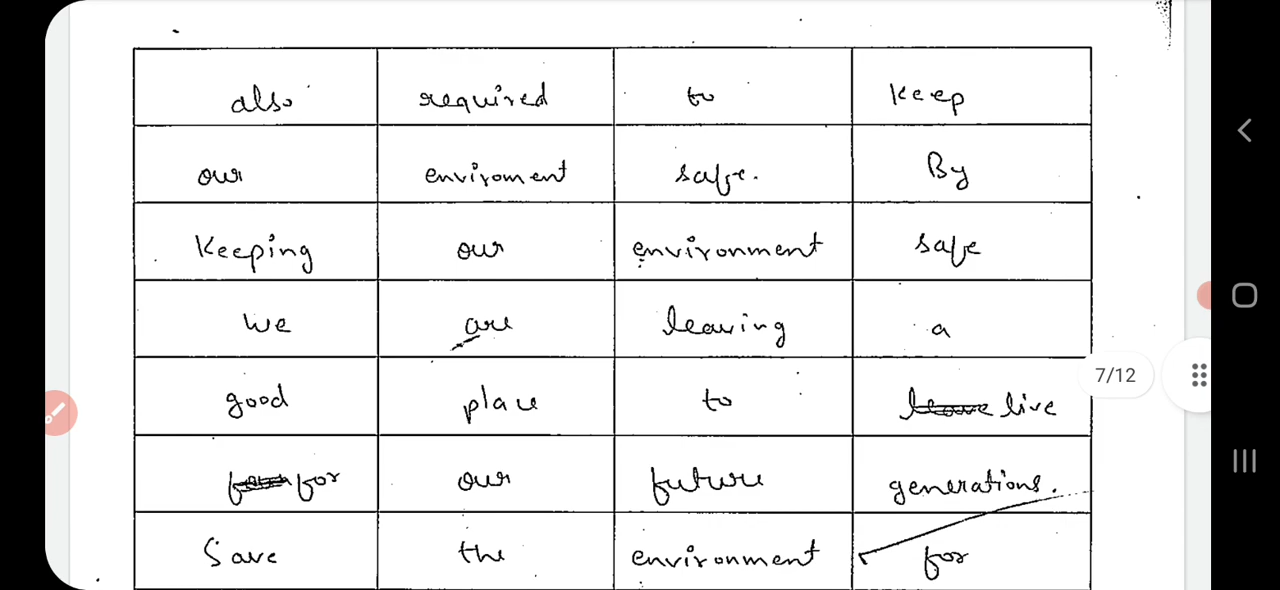 also required to keep
our enviroment safe. By
Keeping our environment safe
We are leaving a
good place to live
for our future generations.
Save the environment for
7/12